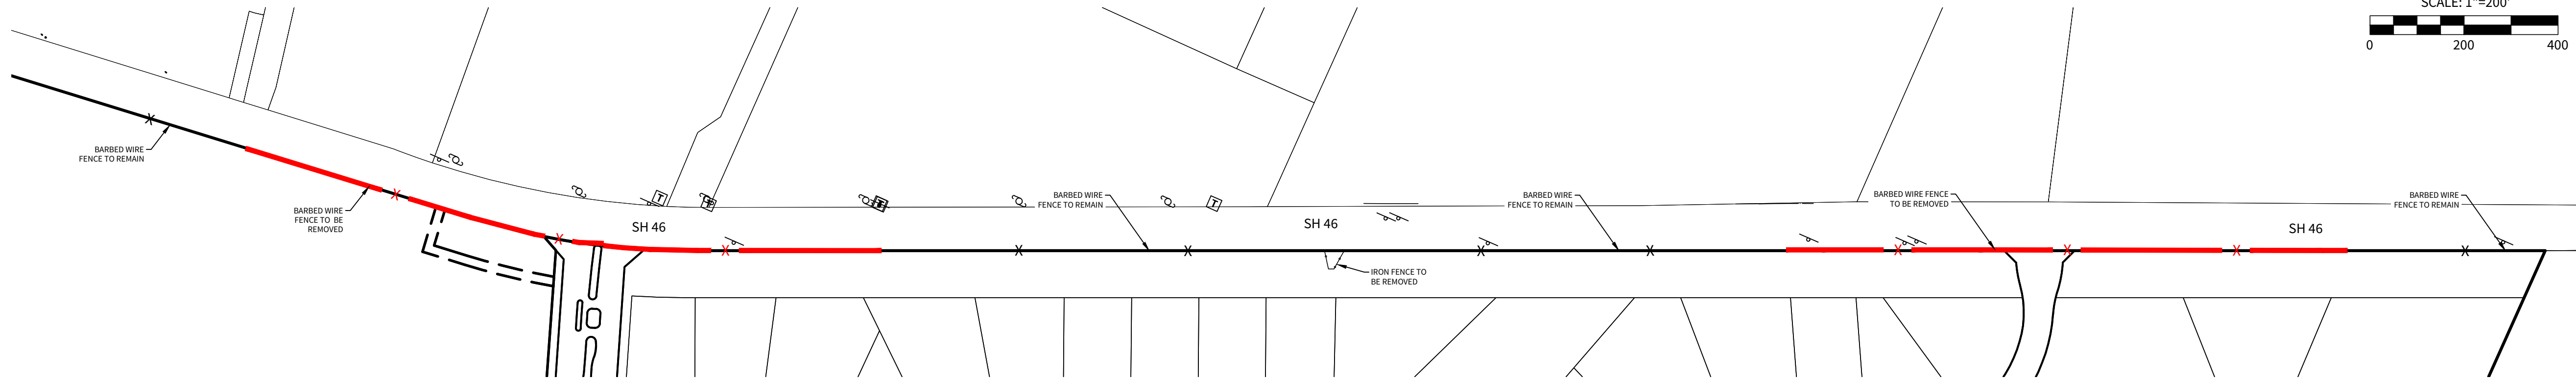 SCALE: 1"=200'
0 200 400
BARBED WIRE
FENCE TO REMAIN
BARBED WIRE
FENCE TO BE
REMOVED
T
T
T
T
SH 46
BARBED WIRE
FENCE TO REMAIN
SH 46
IRON FENCE TO
BE REMOVED
BARBED WIRE
FENCE TO REMAIN
BARBED WIRE FENCE
TO BE REMOVED
SH 46
BARBED WIRE
FENCE TO REMAIN